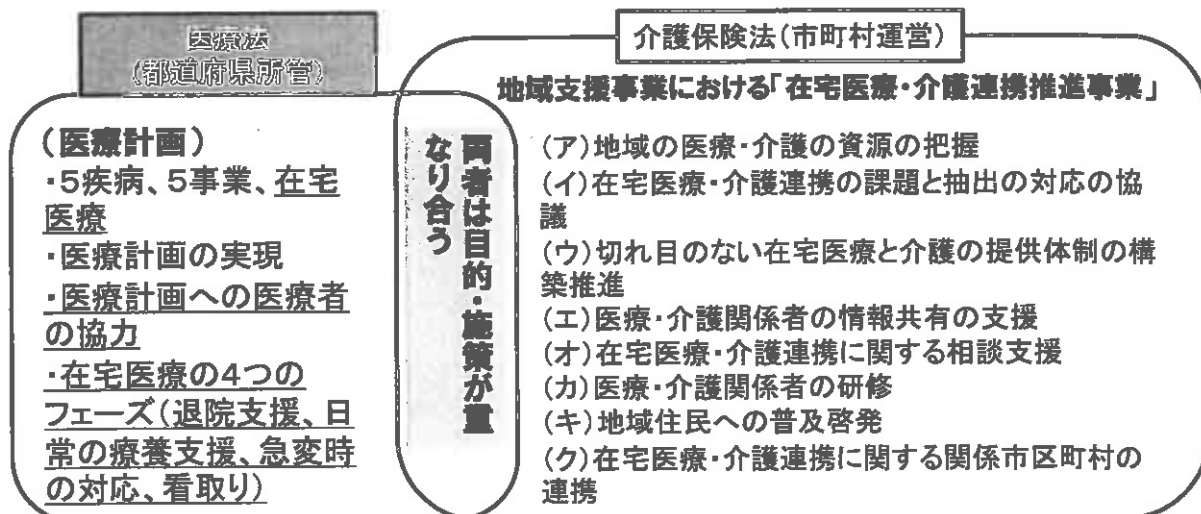 医療法
(都道府県所管)
(医療計画)
・5疾病、5事業、在宅
医療
・医療計画の実現
・医療計画への医療者
の協力
・在宅医療の4つの
フェーズ(退院支援、日
常の療養支援、急変時
の対応、看取り)
両者は目的・施策が重
なり合う
介護保険法(市町村運営)
地域支援事業における「在宅医療・介護連携推進事業」
(ア)地域の医療・介護の資源の把握
(イ)在宅医療・介護連携の課題と抽出の対応の協
議
(ウ)切れ目のない在宅医療と介護の提供体制の構
築推進
(エ)医療・介護関係者の情報共有の支援
(オ)在宅医療・介護連携に関する相談支援
(カ)医療・介護関係者の研修
(キ)地域住民への普及啓発
(ク)在宅医療・介護連携に関する関係市区町村の
連携